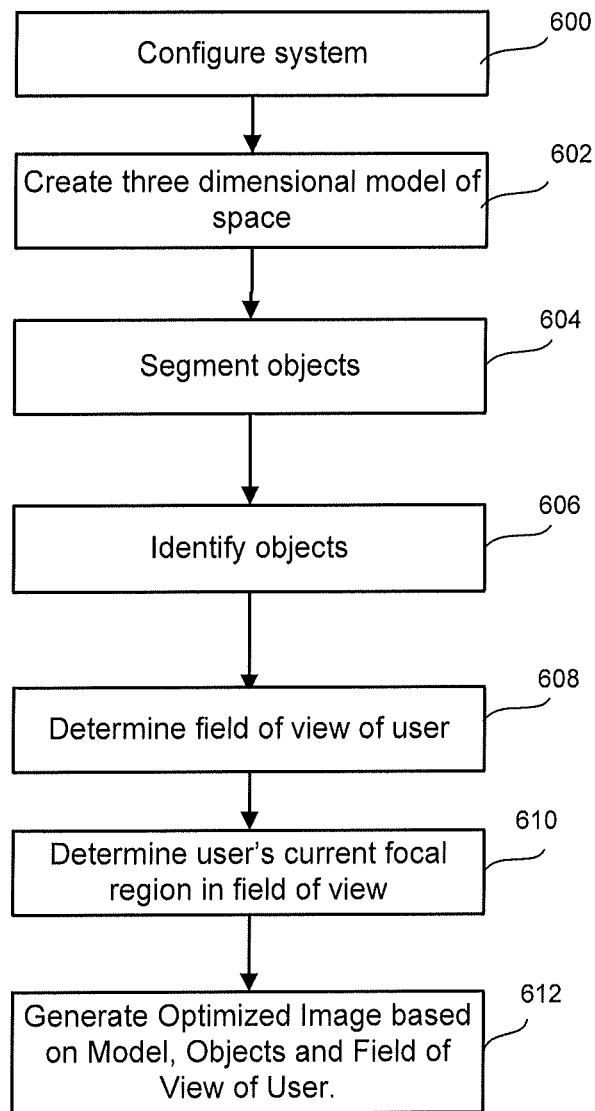 600
Configure system
602
Create three dimensional model of
space
604
Segment objects
606
Identify objects
608
Determine field of view of user
610
Determine user's current focal
region in field of view
612
Generate Optimized Image based
on Model, Objects and Field of
View of User.